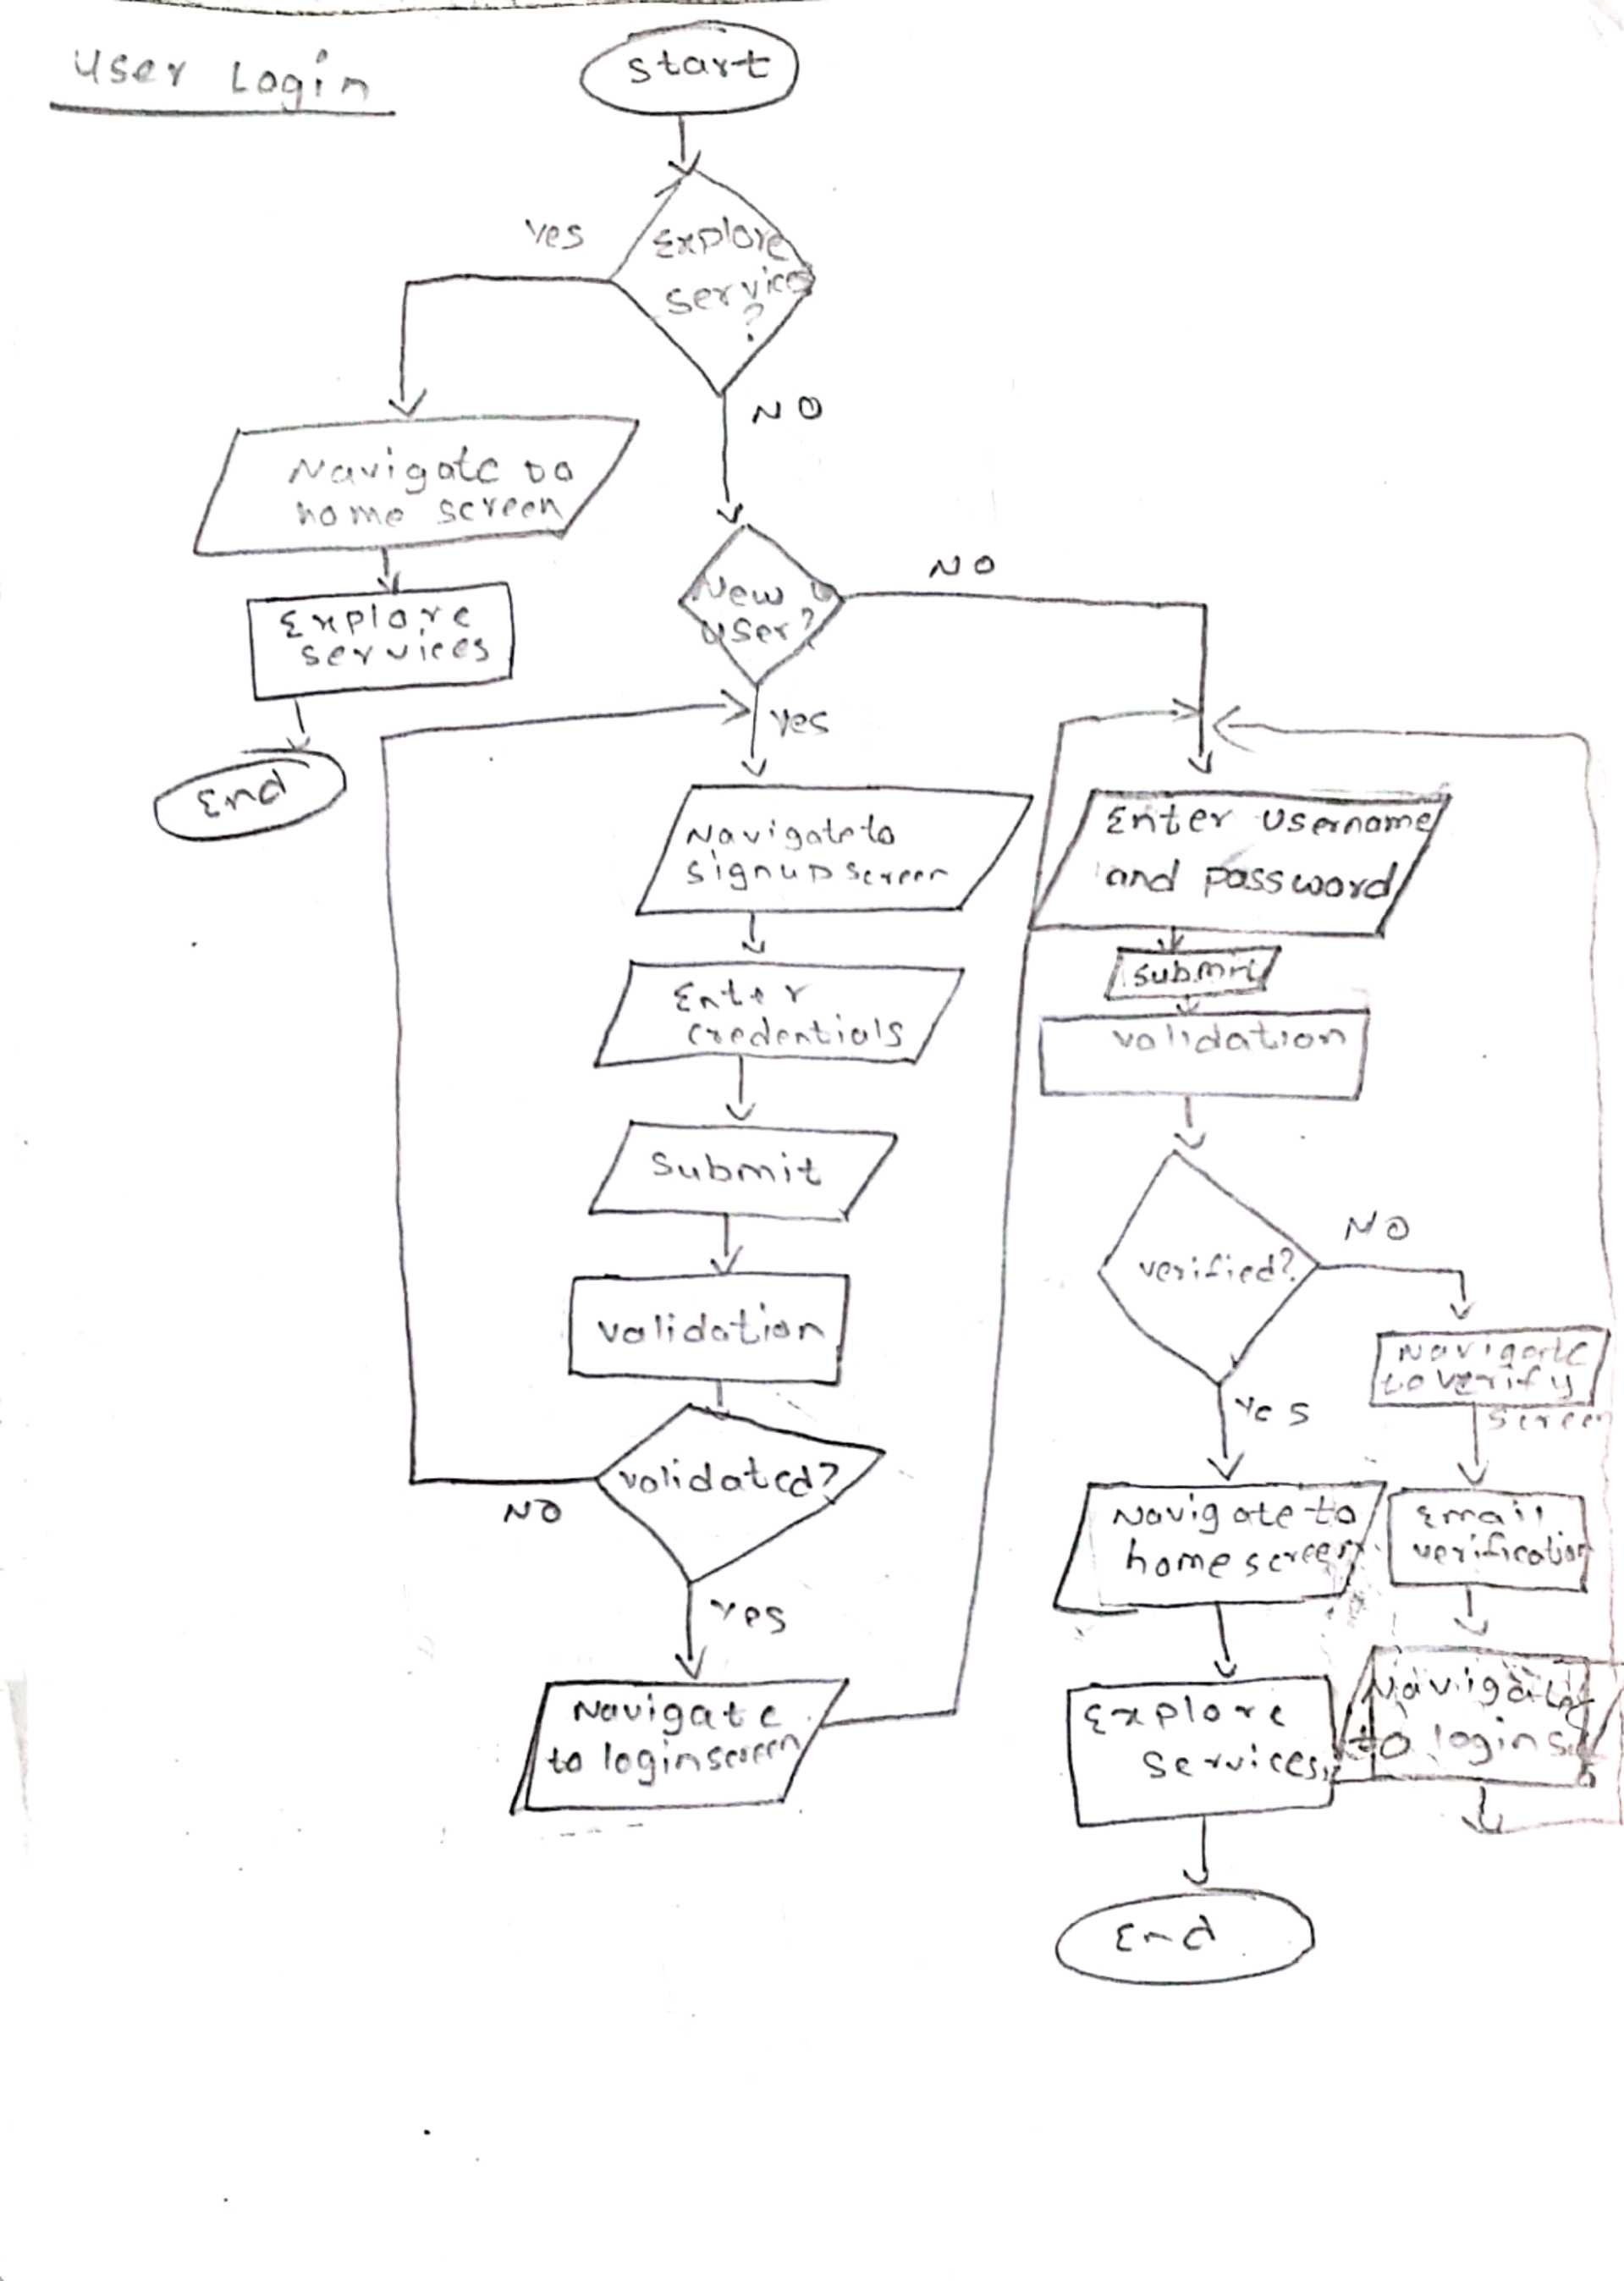 User Login
start
Yes
Explore
services
?
NO
Navigate to
home screen
Explore
services
End
New
user?
NO
Yes
Navigate to
signup screen
Enter
credentials
Submit
validation
validated?
NO
Yes
Navigate
to login screen
Enter username
and password
submit
validation
verified?
NO
Yes
Navigate
to verify
screen
Navigate to
home screen
Email
verification
Explore
services
Navigate
to login
End